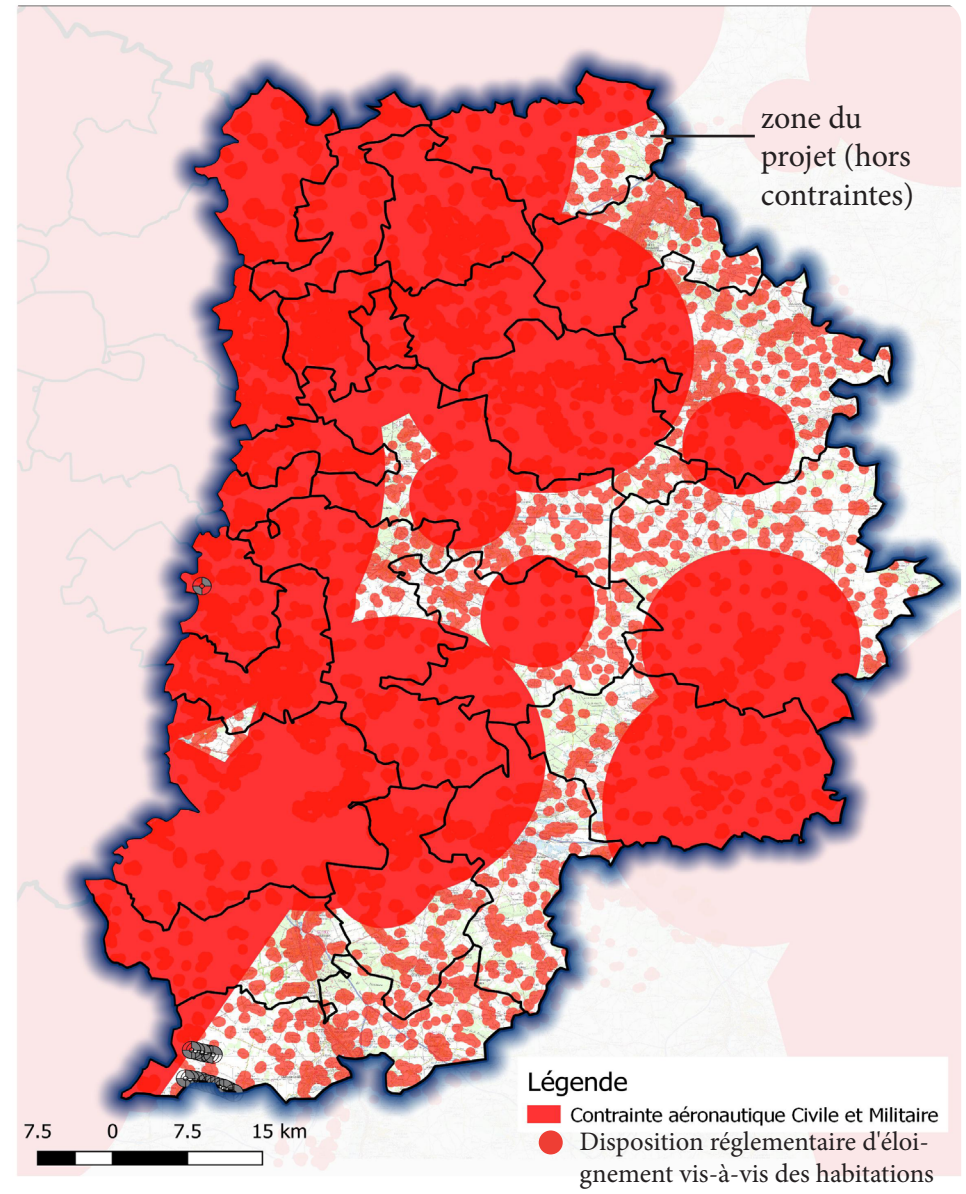 zone du
projet (hors
contraintes)
Légende
Contrainte aéronautique Civile et Militaire
Disposition réglementaire d'éloi-
gnement vis-à-vis des habitations
7.5 0 7.5 15 km